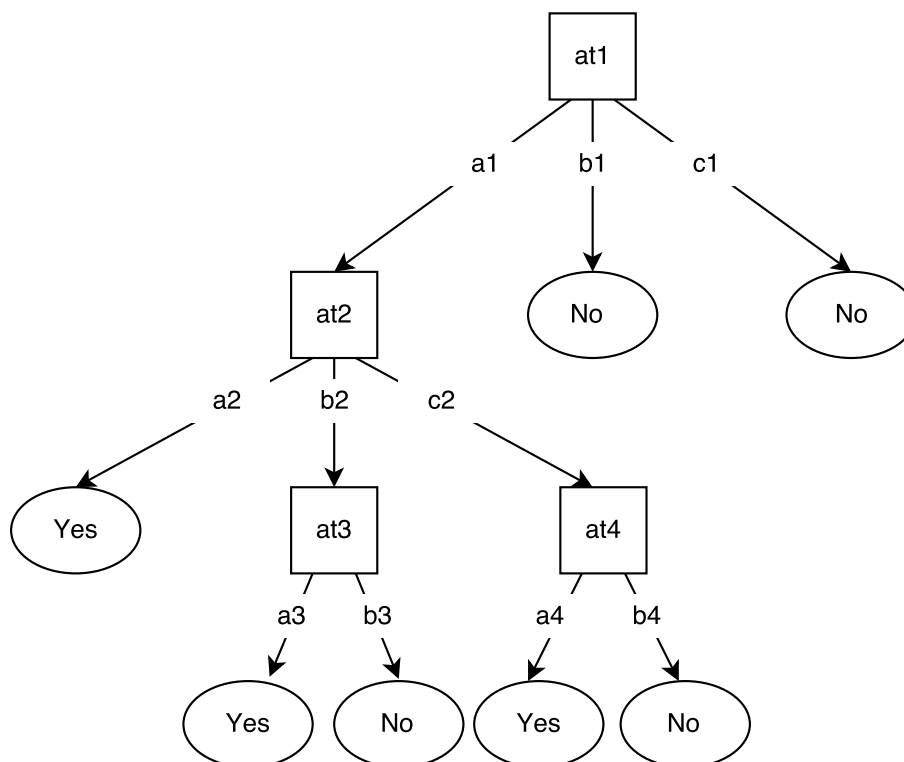 at1
a1 b1 c1
at2 No No
a2 b2 c2
Yes at3 at4
a3 b3 a4 b4
Yes No Yes No